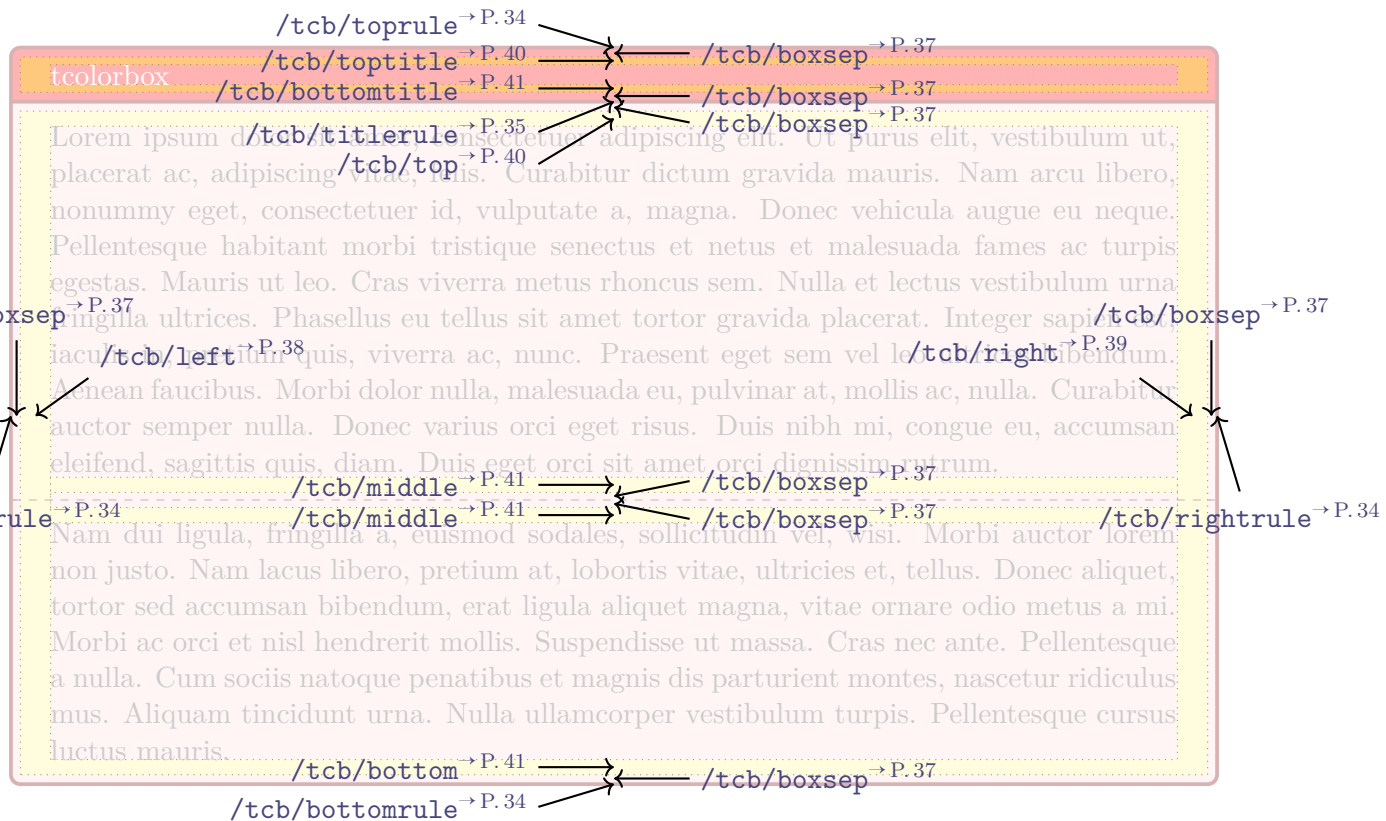 /tcb/toprule→P. 34
/tcb/boxsep→P. 37
/tcb/toptitle→P. 40
tcolorbox
/tcb/bottomtitle→P. 41
/tcb/boxsep→P. 37
/tcb/boxsep→P. 37
/tcb/titlerule→P. 35
/tcb/top→P. 40
Lorem ipsum consectetuer adipiscing elit. Ut purus elit, vestibulum ut,
placerat ac, adipiscing vitae, felis. Curabitur dictum gravida mauris. Nam arcu libero,
nonummy eget, consectetuer id, vulputate a, magna. Donec vehicula augue eu neque.
Pellentesque habitant morbi tristique senectus et netus et malesuada fames ac turpis
egestas. Mauris ut leo. Cras viverra metus rhoncus sem. Nulla et lectus vestibulum urna
fringilla ultrices. Phasellus eu tellus sit amet tortor gravida placerat. Integer sapien est,
oxsep→P. 37
/tcb/boxsep→P. 37
/tcb/left→P. 38
/tcb/right→P. 39
iaculis in, pretium quis, viverra ac, nunc. Praesent eget sem vel leo bibendum.
Aenean faucibus. Morbi dolor nulla, malesuada eu, pulvinar at, mollis ac, nulla. Curabitur
auctor semper nulla. Donec varius orci eget risus. Duis nibh mi, congue eu, accumsan
eleifend, sagittis quis, diam. Duis eget orci sit amet orci dignissim rutrum.
/tcb/middle→P. 41
/tcb/boxsep→P. 37
rule→P. 34
/tcb/middle→P. 41
/tcb/boxsep→P. 37
/tcb/rightrule→P. 34
Nam dui ligula, fringilla a, euismod sodales, sollicitudin vel, wisi. Morbi auctor lorem
non justo. Nam lacus libero, pretium at, lobortis vitae, ultricies et, tellus. Donec aliquet,
tortor sed accumsan bibendum, erat ligula aliquet magna, vitae ornare odio metus a mi.
Morbi ac orci et nisl hendrerit mollis. Suspendisse ut massa. Cras nec ante. Pellentesque
a nulla. Cum sociis natoque penatibus et magnis dis parturient montes, nascetur ridiculus
mus. Aliquam tincidunt urna. Nulla ullamcorper vestibulum turpis. Pellentesque cursus
luctus mauris.
/tcb/bottom→P. 41
/tcb/boxsep→P. 37
/tcb/bottomrule→P. 34